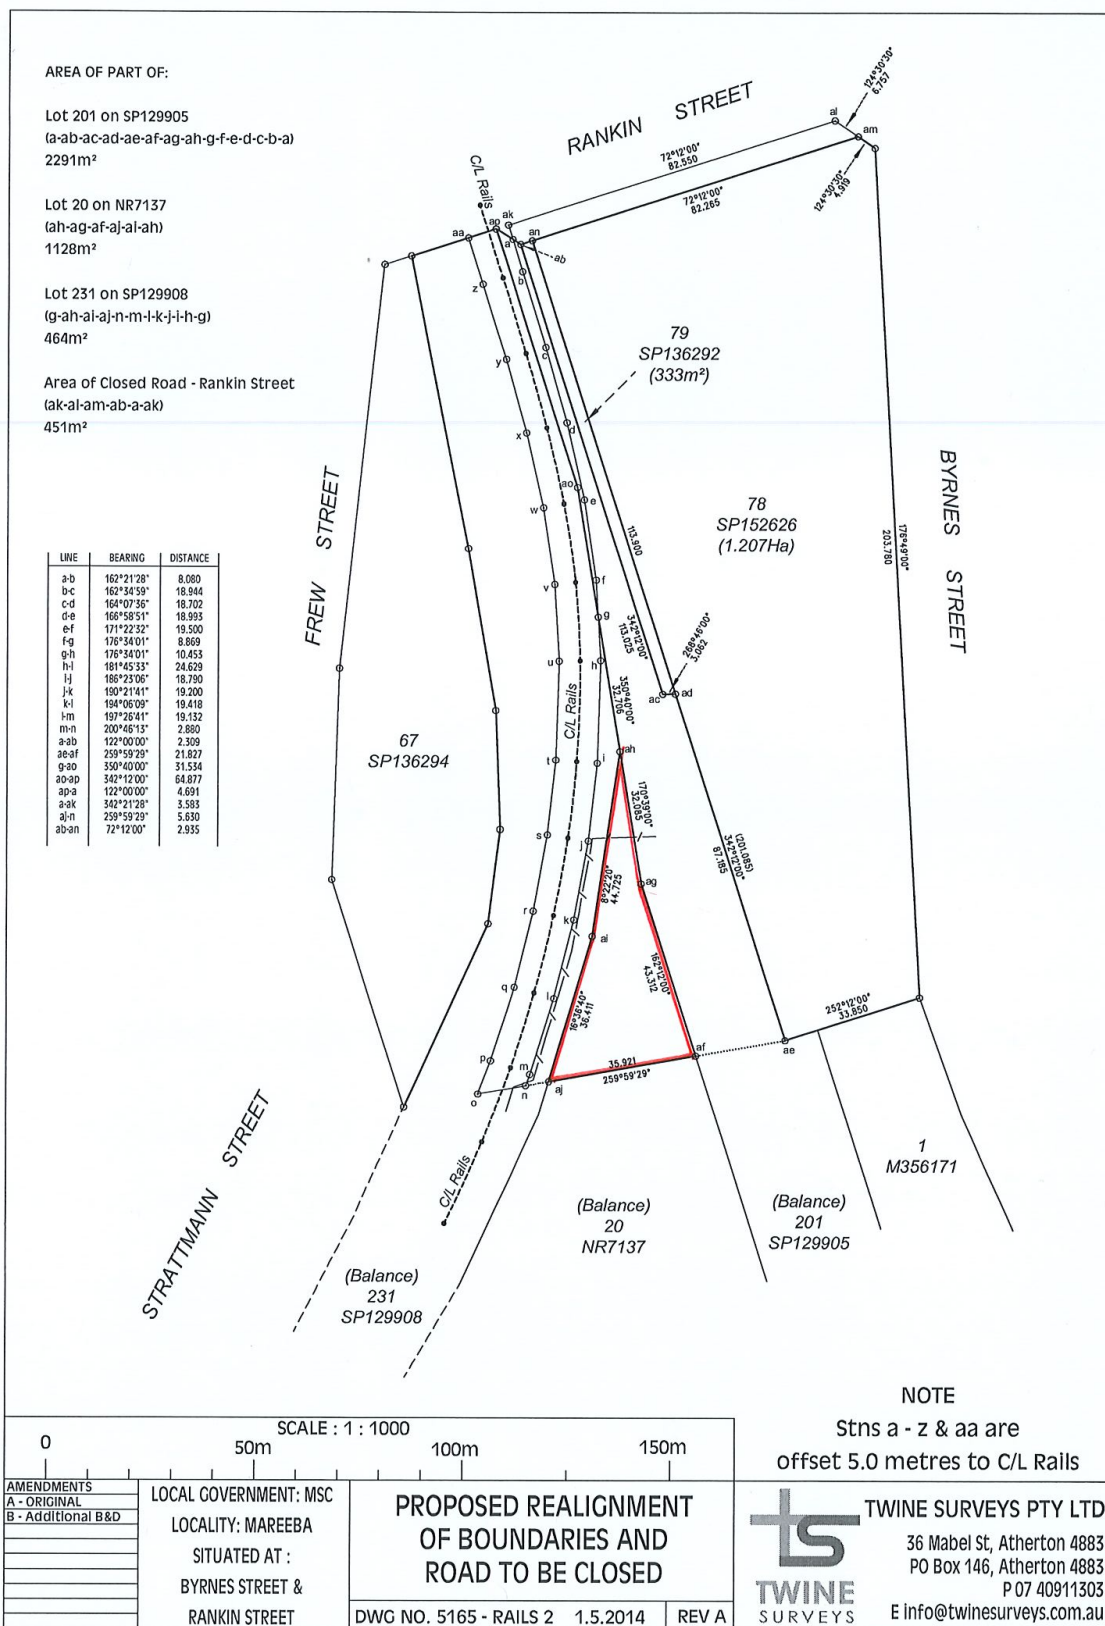 AREA OF PART OF:
Lot 201 on SP129905
(a-ab-ac-ad-ae-af-ag-ah-g-f-e-d-c-b-a)
2291m²
Lot 20 on NR7137
(ah-ag-af-aj-ai-ah)
1128m²
Lot 231 on SP129908
(g-ah-ai-aj-n-m-l-k-j-i-h-g)
464m²
Area of Closed Road - Rankin Street
(ak-al-am-ab-a-ak)
451m²
RANKIN STREET
124°30'30"
6.757
al
am
72°12'00"
82.550
72°12'00"
82.265
124°30'30"
4.919
C/L Rails
ak
ao
an
aa
a
ab
b
z
c
y
d
x
79
SP136292
(333m²)
FREW STREET
BYRNES STREET
ao
e
w
78
SP152626
(1.207Ha)
113.900
176°49'00"
203.780
LINE BEARING DISTANCE
a-b 162°21'28" 8.080
b-c 162°34'59" 18.944
c-d 164°07'36" 18.702
d-e 166°58'51" 18.993
e-f 171°22'32" 19.500
f-g 176°34'01" 8.869
g-h 176°34'01" 10.453
h-i 181°45'33" 24.629
i-j 186°23'06" 18.790
j-k 190°21'41" 19.200
k-l 194°06'09" 19.418
l-m 197°26'41" 19.132
m-n 200°46'13" 2.880
a-ab 122°00'00" 2.309
ae-af 259°59'29" 21.827
g-ao 350°40'00" 31.534
ao-ap 342°12'00" 64.877
ap-a 122°00'00" 4.691
a-ak 342°21'28" 3.583
aj-n 259°59'29" 5.630
ab-an 72°12'00" 2.935
v
f
g
342°12'00"
113.025
268°46'00"
3.062
u
h
350°40'00"
32.706
ac
ad
C/L Rails
67
SP136294
t
i
ah
170°39'00"
32.085
s
j
(201.085)
342°12'00"
87.185
8°22'20"
44.725
ag
r
k
ai
162°12'00"
43.312
q
l
16°36'40"
36.411
252°12'00"
33.850
p
m
af
ae
35.921
259°59'29"
o
n
aj
STRATTMANN STREET
C/L Rails
1
M356171
(Balance)
20
NR7137
(Balance)
201
SP129905
(Balance)
231
SP129908
NOTE
Stns a - z & aa are
offset 5.0 metres to C/L Rails
SCALE : 1 : 1000
0 50m 100m 150m
AMENDMENTS
A - ORIGINAL
B - Additional B&D
LOCAL GOVERNMENT: MSC
LOCALITY: MAREEBA
SITUATED AT :
BYRNES STREET &
RANKIN STREET
PROPOSED REALIGNMENT
OF BOUNDARIES AND
ROAD TO BE CLOSED
DWG NO. 5165 - RAILS 2 1.5.2014 REV A
ts
TWINE
SURVEYS
TWINE SURVEYS PTY LTD
36 Mabel St, Atherton 4883
PO Box 146, Atherton 4883
P 07 40911303
E info@twinesurveys.com.au